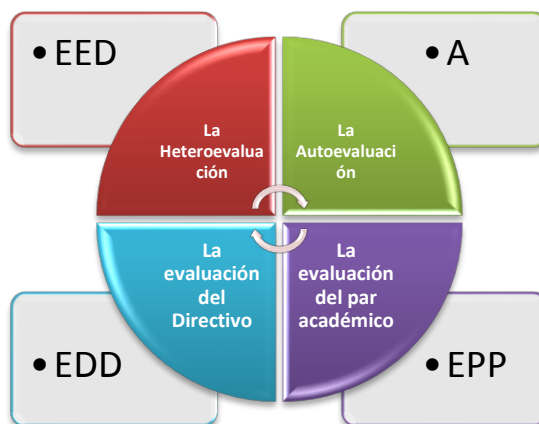 • EED
• A
La
Heteroevalua
ción
La
Autoevaluaci
ón
La
evaluación
del
Directivo
La
evaluación
del par
académico
• EDD
• EPP